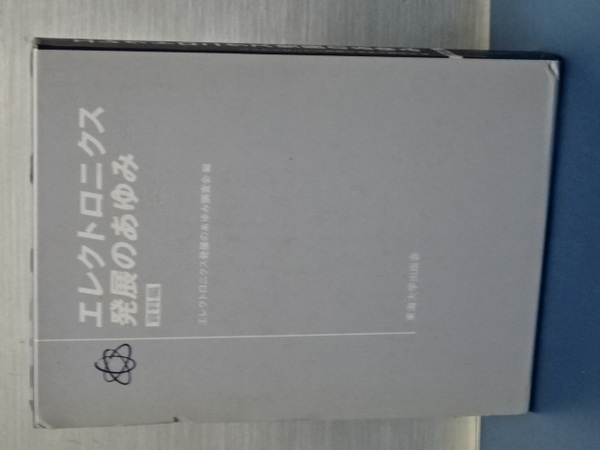 エレクトロニクス
発展のあゆみ
エレクトロニクス発展のあゆみ調査会 編
東海大学出版会